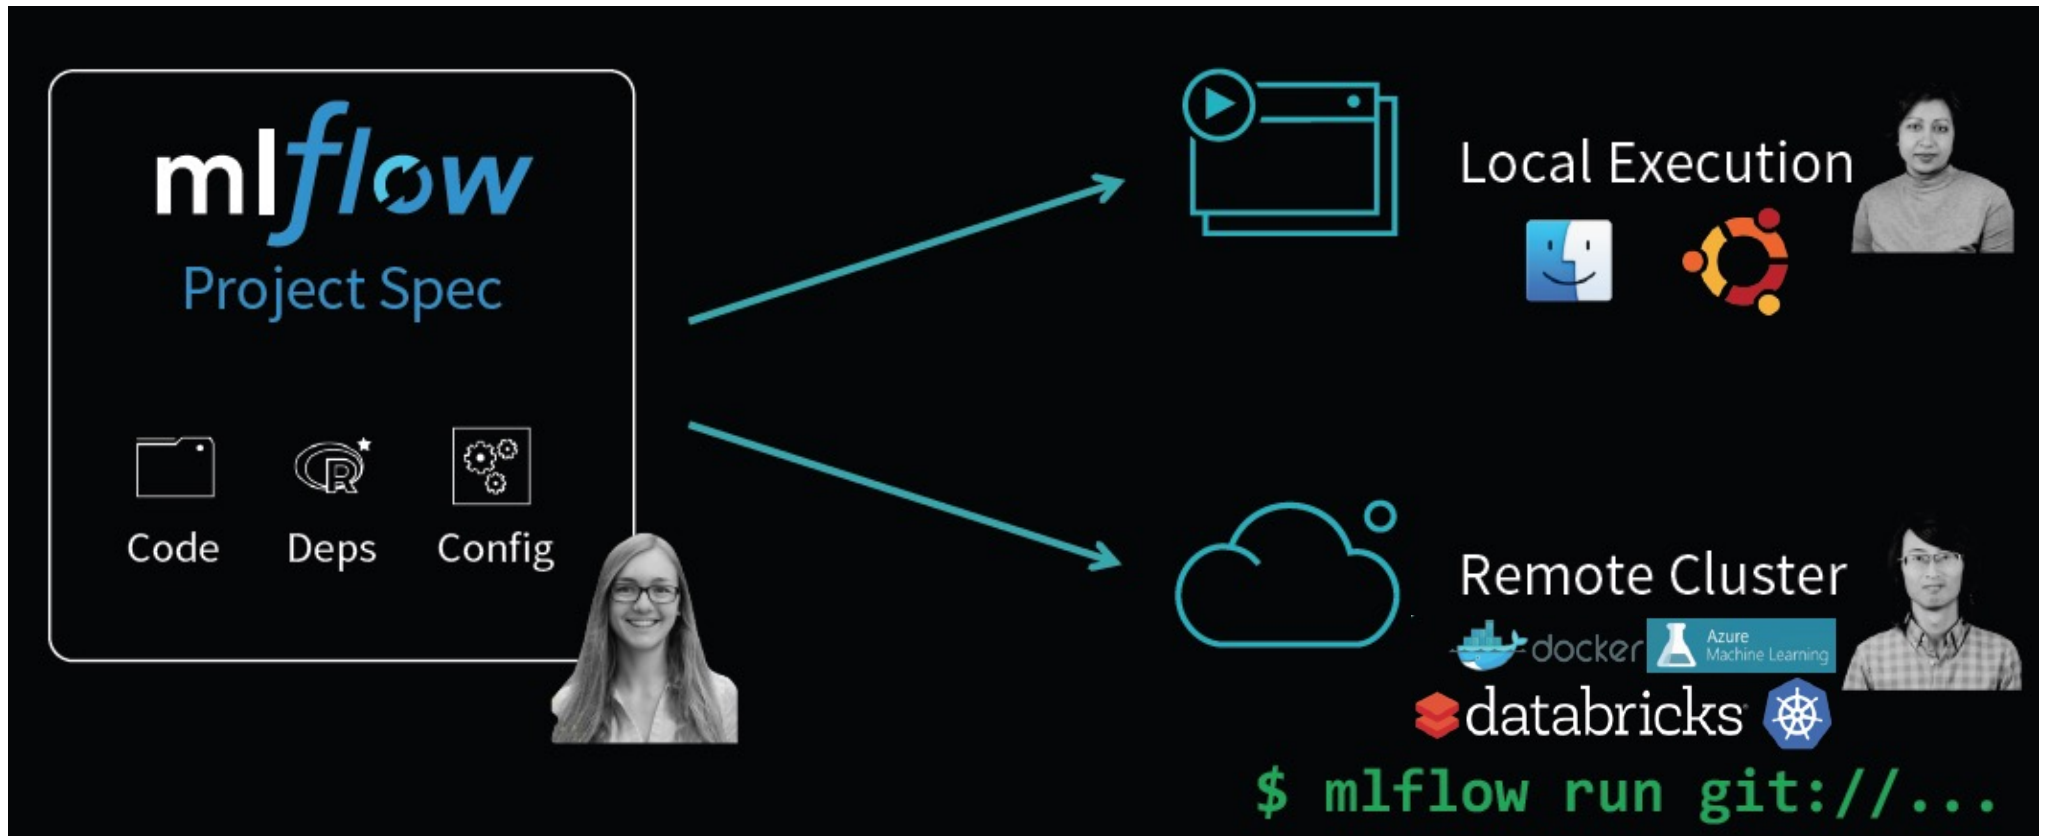 mlflow
Project Spec
Code
Deps
Config
Local Execution
Remote Cluster
docker
Azure
Machine Learning
databricks
$ mlflow run git://...